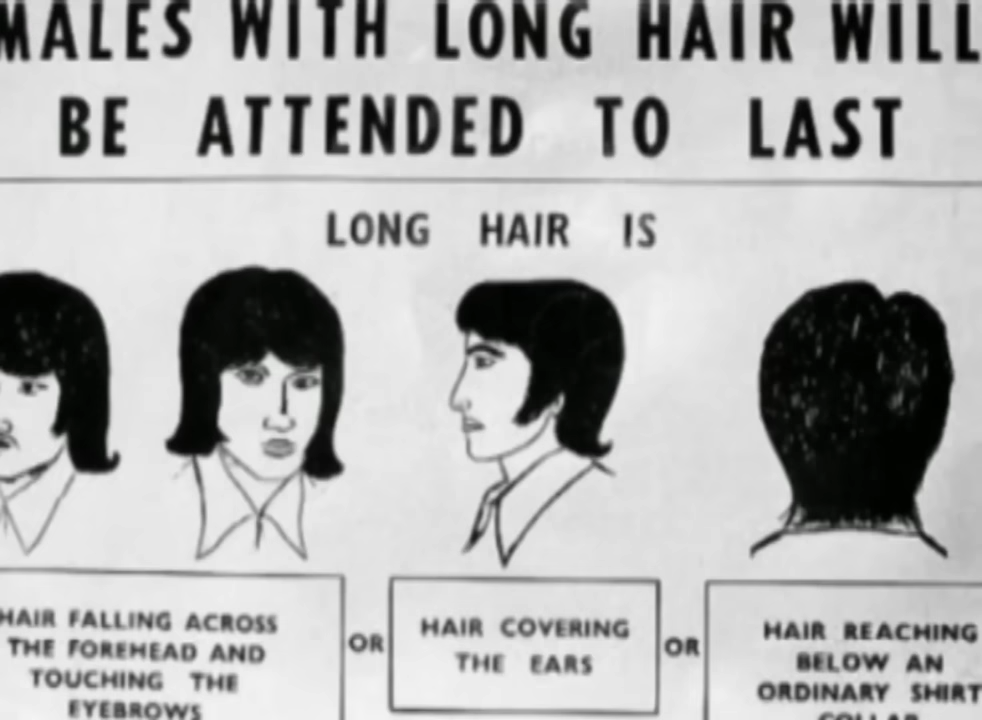 MALES WITH LONG HAIR WILL
BE ATTENDED TO LAST
LONG HAIR IS
HAIR FALLING ACROSS
THE FOREHEAD AND
TOUCHING THE
EYEBROWS
OR
HAIR COVERING
THE EARS
OR
HAIR REACHING
BELOW AN
ORDINARY SHIRT
COLLAR